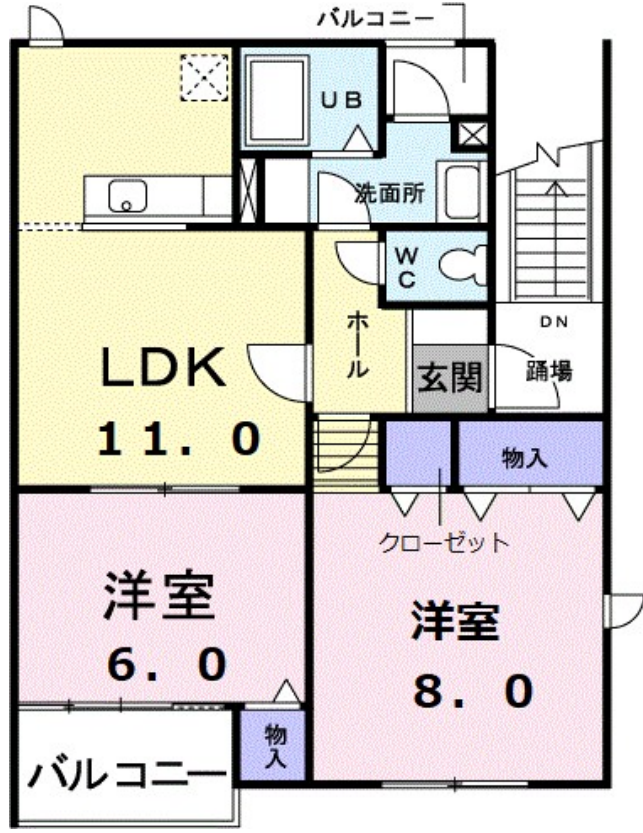 バルコニー
UB
洗面所
WC
ホール
DN
踊場
玄関
LDK
11.0
物入
クローゼット
洋室
6.0
洋室
8.0
物入
バルコニー